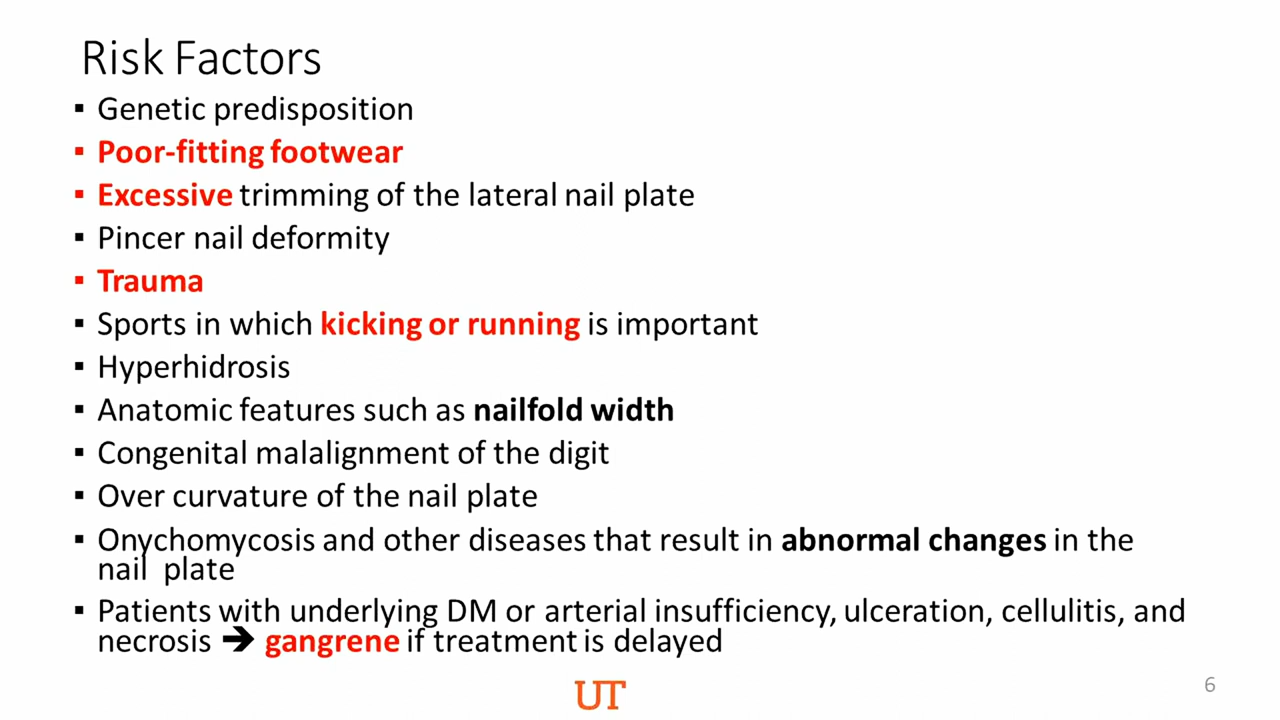 Risk Factors
▪ Genetic predisposition
▪ Poor-fitting footwear
▪ Excessive trimming of the lateral nail plate
▪ Pincer nail deformity
▪ Trauma
▪ Sports in which kicking or running is important
▪ Hyperhidrosis
▪ Anatomic features such as nailfold width
▪ Congenital malalignment of the digit
▪ Over curvature of the nail plate
▪ Onychomycosis and other diseases that result in abnormal changes in the
nail plate
▪ Patients with underlying DM or arterial insufficiency, ulceration, cellulitis, and
necrosis ➔ gangrene if treatment is delayed
UT
6